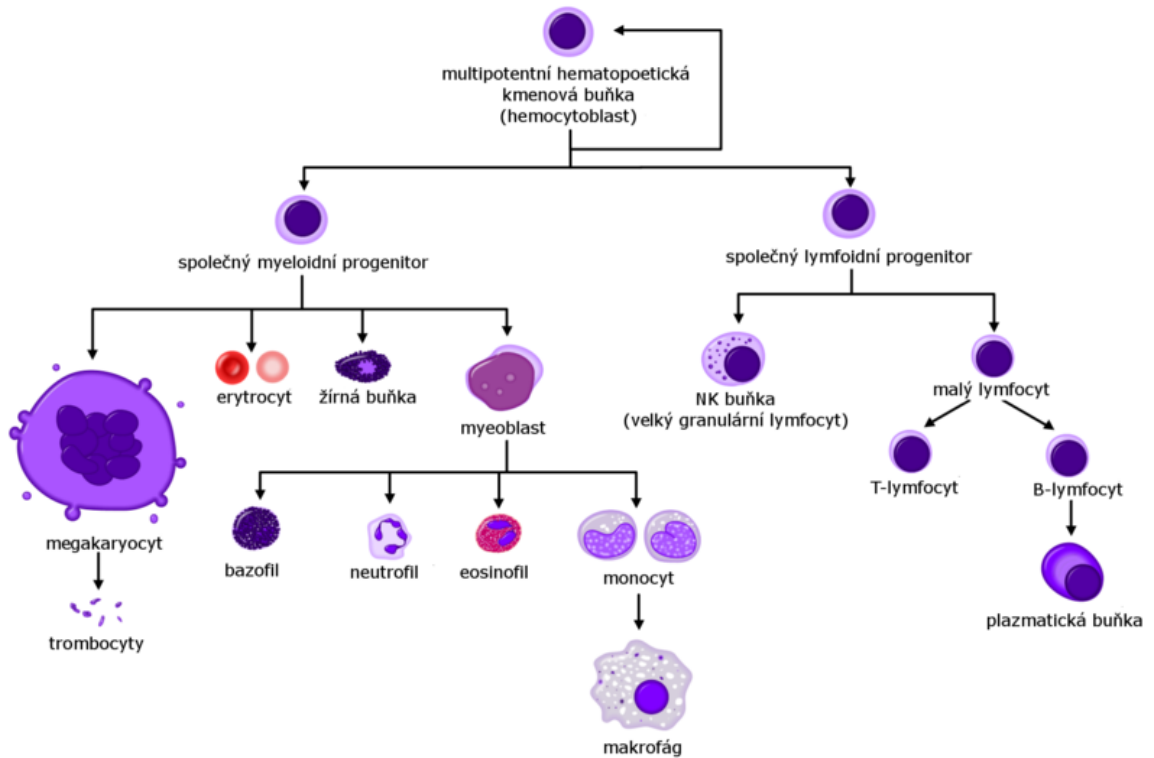 multipotentní hematopoetická
kmenová buňka
(hemocytoblast)
společný myeloidní progenitor
společný lymfoidní progenitor
erytrocyt
žírná buňka
myeoblast
NK buňka
(velký granulární lymfocyt)
malý lymfocyt
T-lymfocyt
B-lymfocyt
megakaryocyt
bazofil
neutrofil
eosinofil
monocyt
plazmatická buňka
trombocyty
makrofág